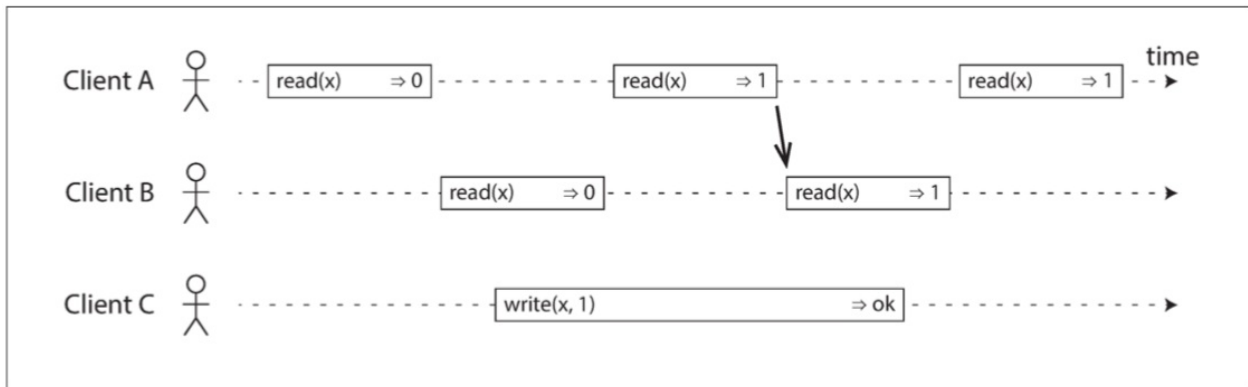 time
Client A read(x) ⇒ 0 read(x) ⇒ 1 read(x) ⇒ 1
Client B read(x) ⇒ 0 read(x) ⇒ 1
Client C write(x, 1) ⇒ ok